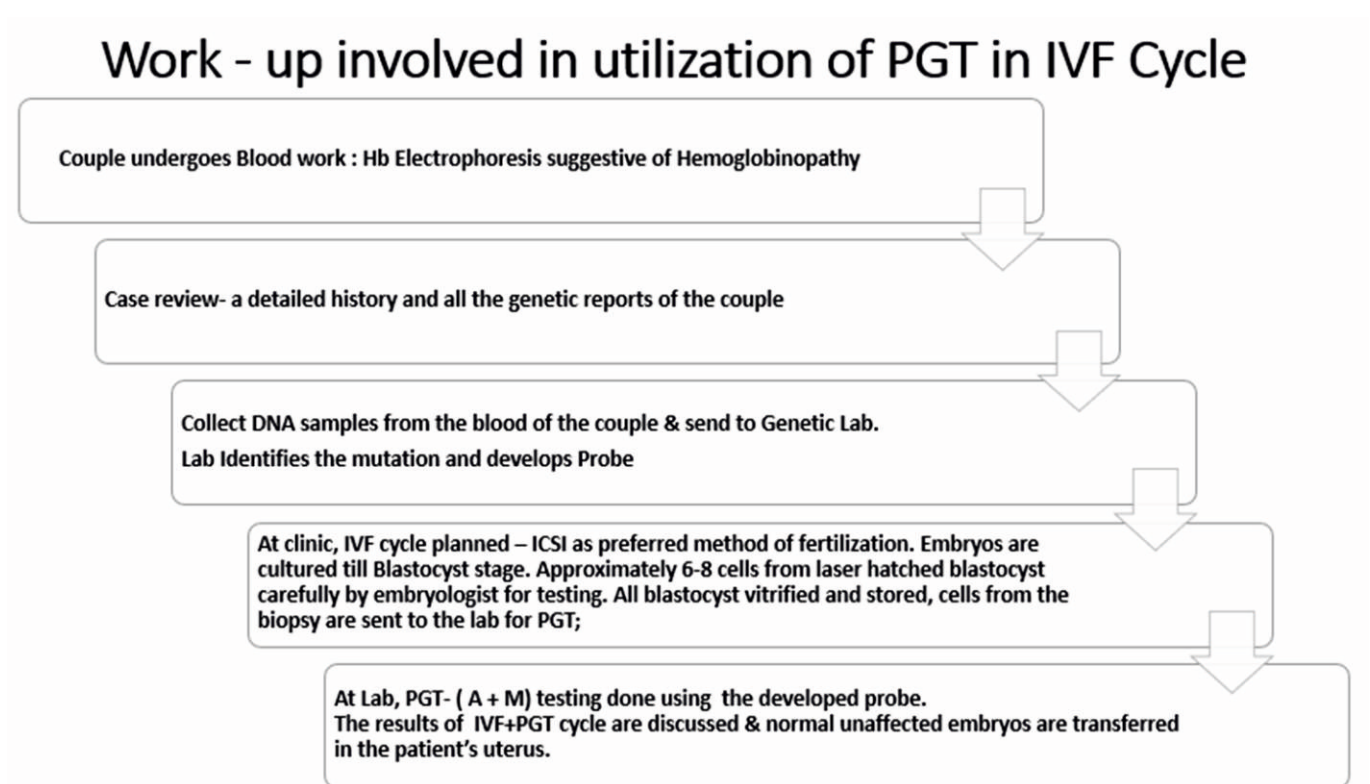 Work - up involved in utilization of PGT in IVF Cycle
Couple undergoes Blood work : Hb Electrophoresis suggestive of Hemoglobinopathy
Case review- a detailed history and all the genetic reports of the couple
Collect DNA samples from the blood of the couple & send to Genetic Lab.
Lab Identifies the mutation and develops Probe
At clinic, IVF cycle planned – ICSI as preferred method of fertilization. Embryos are
cultured till Blastocyst stage. Approximately 6-8 cells from laser hatched blastocyst
carefully by embryologist for testing. All blastocyst vitrified and stored, cells from the
biopsy are sent to the lab for PGT;
At Lab, PGT- ( A + M) testing done using  the developed probe.
The results of  IVF+PGT cycle are discussed & normal unaffected embryos are transferred
in the patient’s uterus.